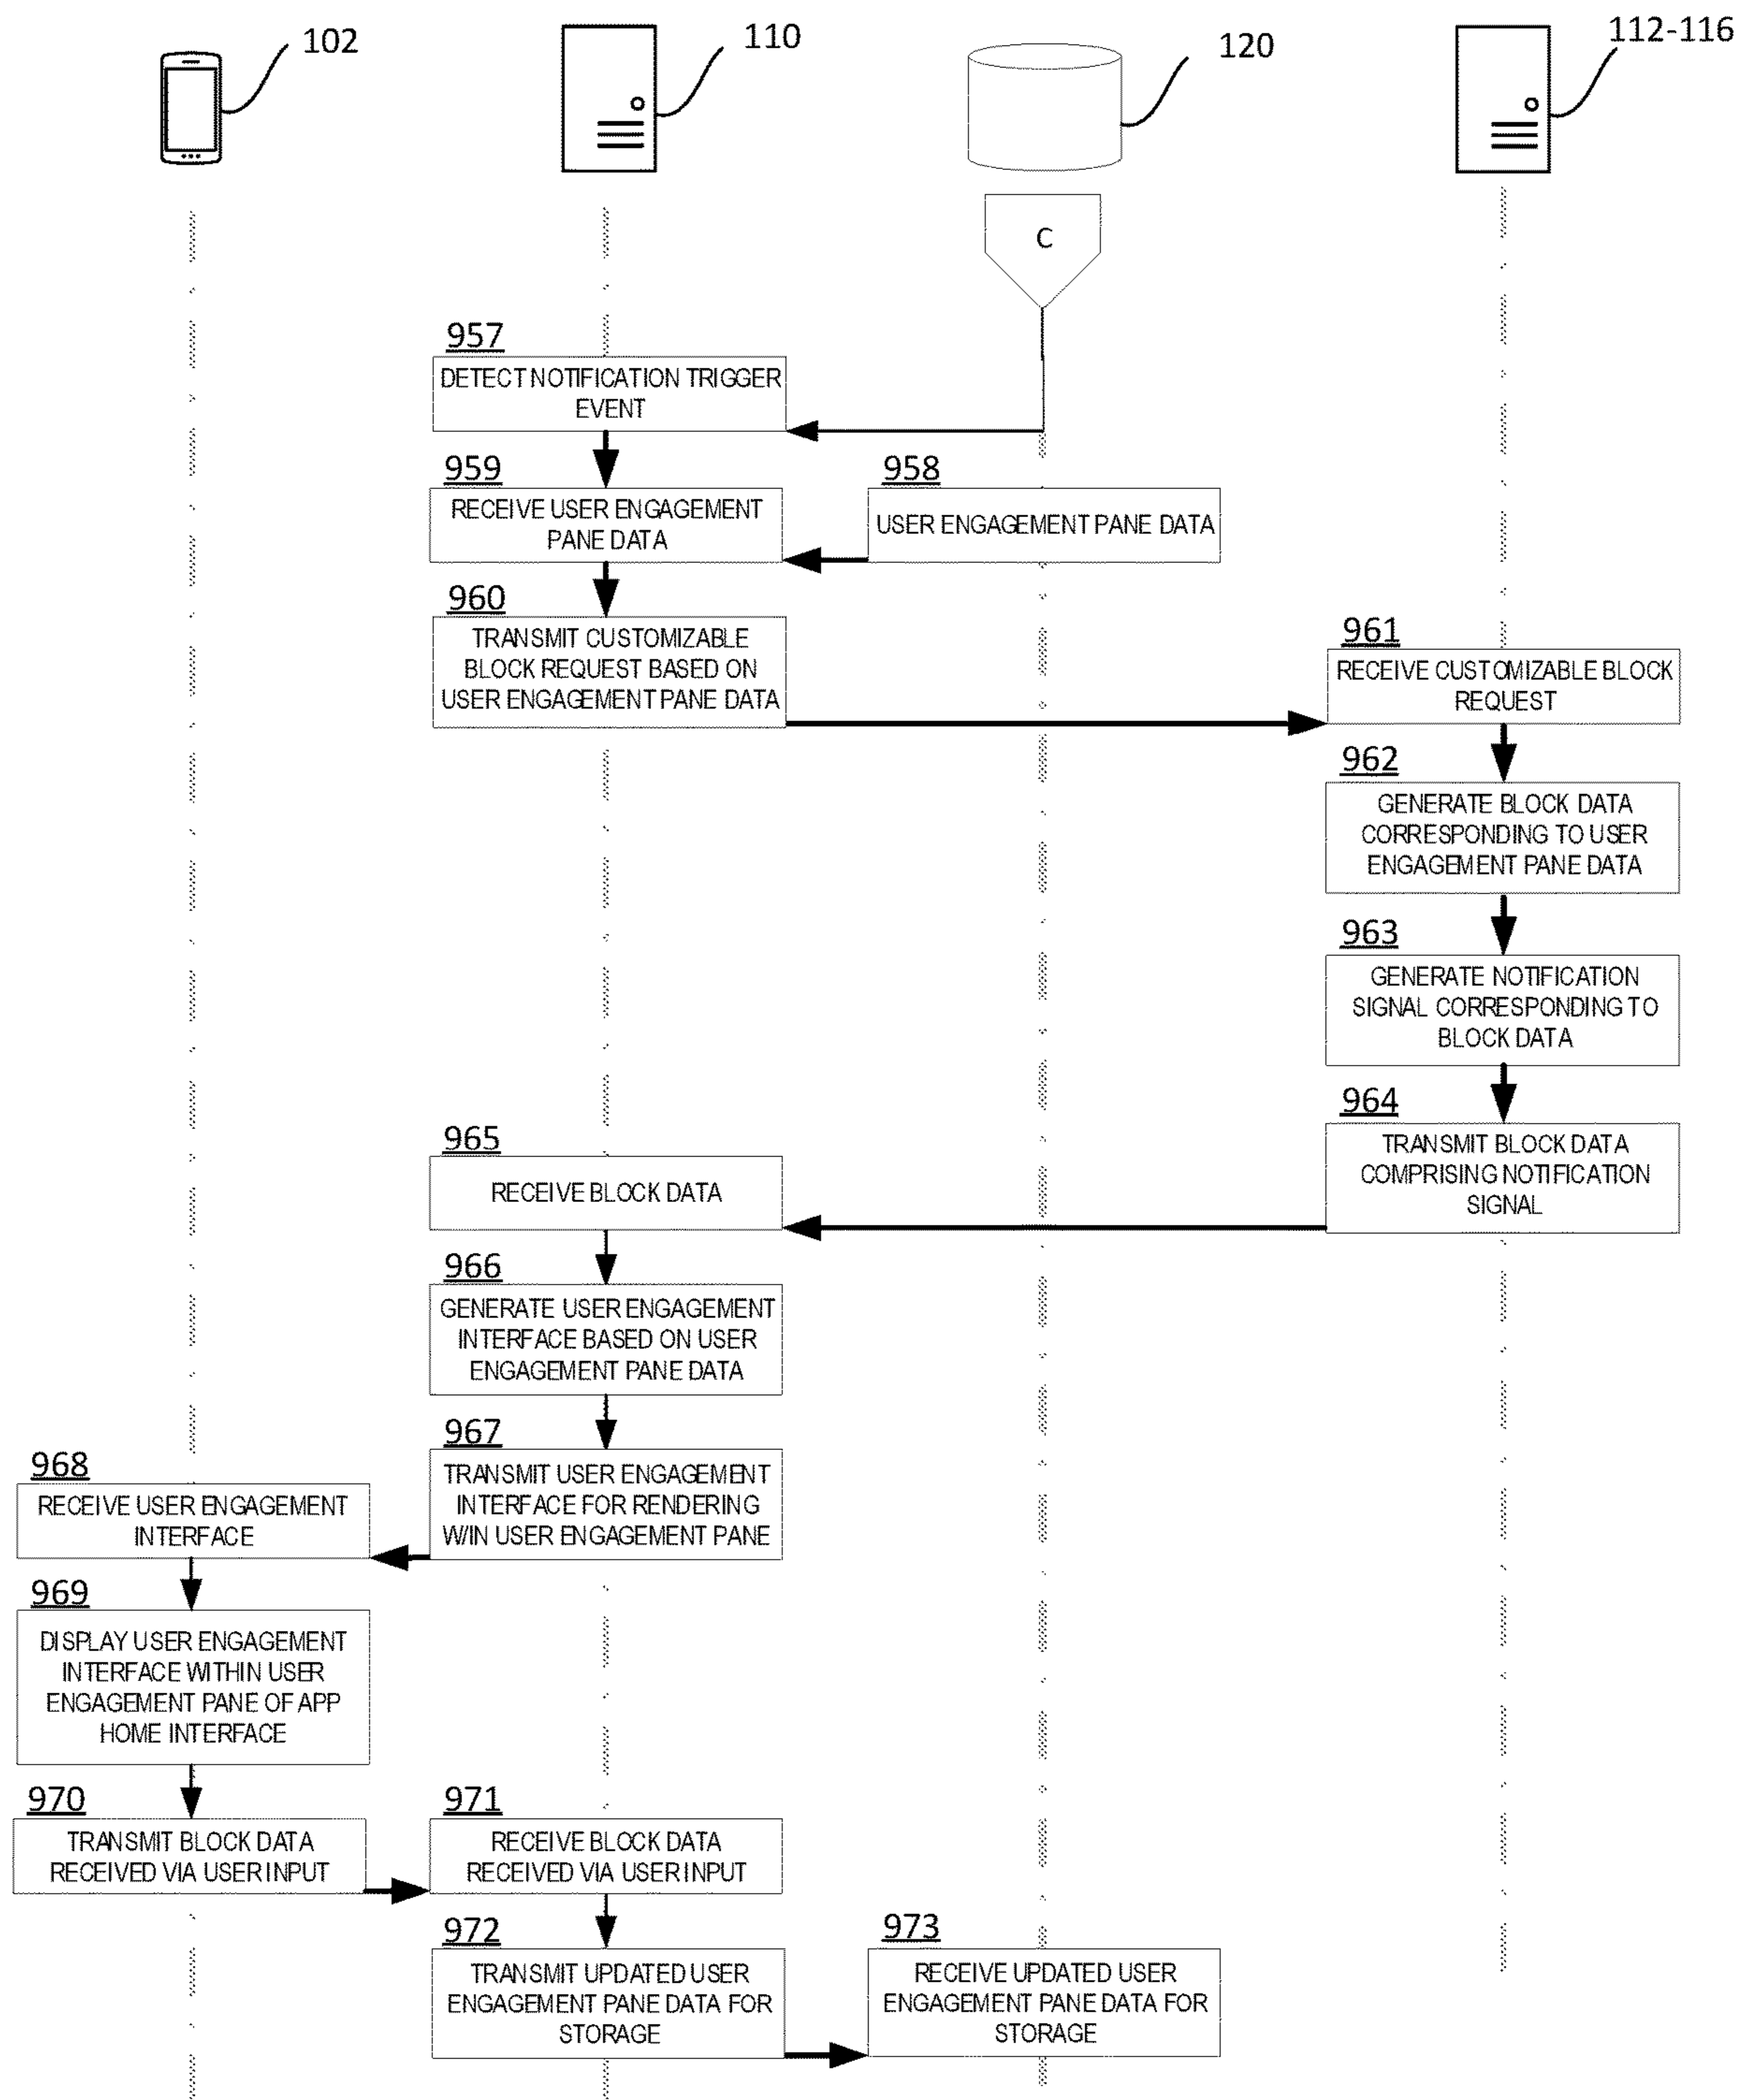 102
110
120
112-116
C
957
DETECT NOTIFICATION TRIGGER
EVENT
959
RECEIVE USER ENGAGEMENT
PANE DATA
958
USER ENGAGEMENT PANE DATA
960
TRANSMIT CUSTOMIZABLE
BLOCK REQUEST BASED ON
USER ENGAGEMENT PANE DATA
961
RECEIVE CUSTOMIZABLE BLOCK
REQUEST
962
GENERATE BLOCK DATA
CORRESPONDING TO USER
ENGAGEMENT PANE DATA
963
GENERATE NOTIFICATION
SIGNAL CORRESPONDING TO
BLOCK DATA
964
TRANSMIT BLOCK DATA
COMPRISING NOTIFICATION
SIGNAL
965
RECEIVE BLOCK DATA
966
GENERATE USER ENGAGEMENT
INTERFACE BASED ON USER
ENGAGEMENT PANE DATA
967
TRANSMIT USER ENGAGEMENT
INTERFACE FOR RENDERING
W/IN USER ENGAGEMENT PANE
968
RECEIVE USER ENGAGEMENT
INTERFACE
969
DISPLAY USER ENGAGEMENT
INTERFACE WITHIN USER
ENGAGEMENT PANE OF APP
HOME INTERFACE
970
TRANSMIT BLOCK DATA
RECEIVED VIA USER INPUT
971
RECEIVE BLOCK DATA
RECEIVED VIA USER INPUT
972
TRANSMIT UPDATED USER
ENGAGEMENT PANE DATA FOR
STORAGE
973
RECEIVE UPDATED USER
ENGAGEMENT PANE DATA FOR
STORAGE